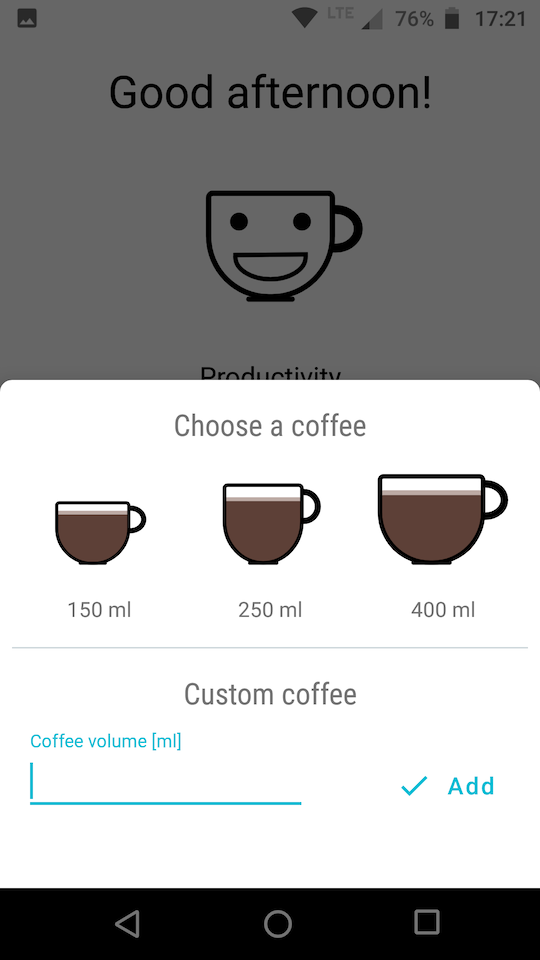 LTE 76% 17:21
Good afternoon!
Productivity
Choose a coffee
150 ml 250 ml 400 ml
Custom coffee
Coffee volume [ml]
Add